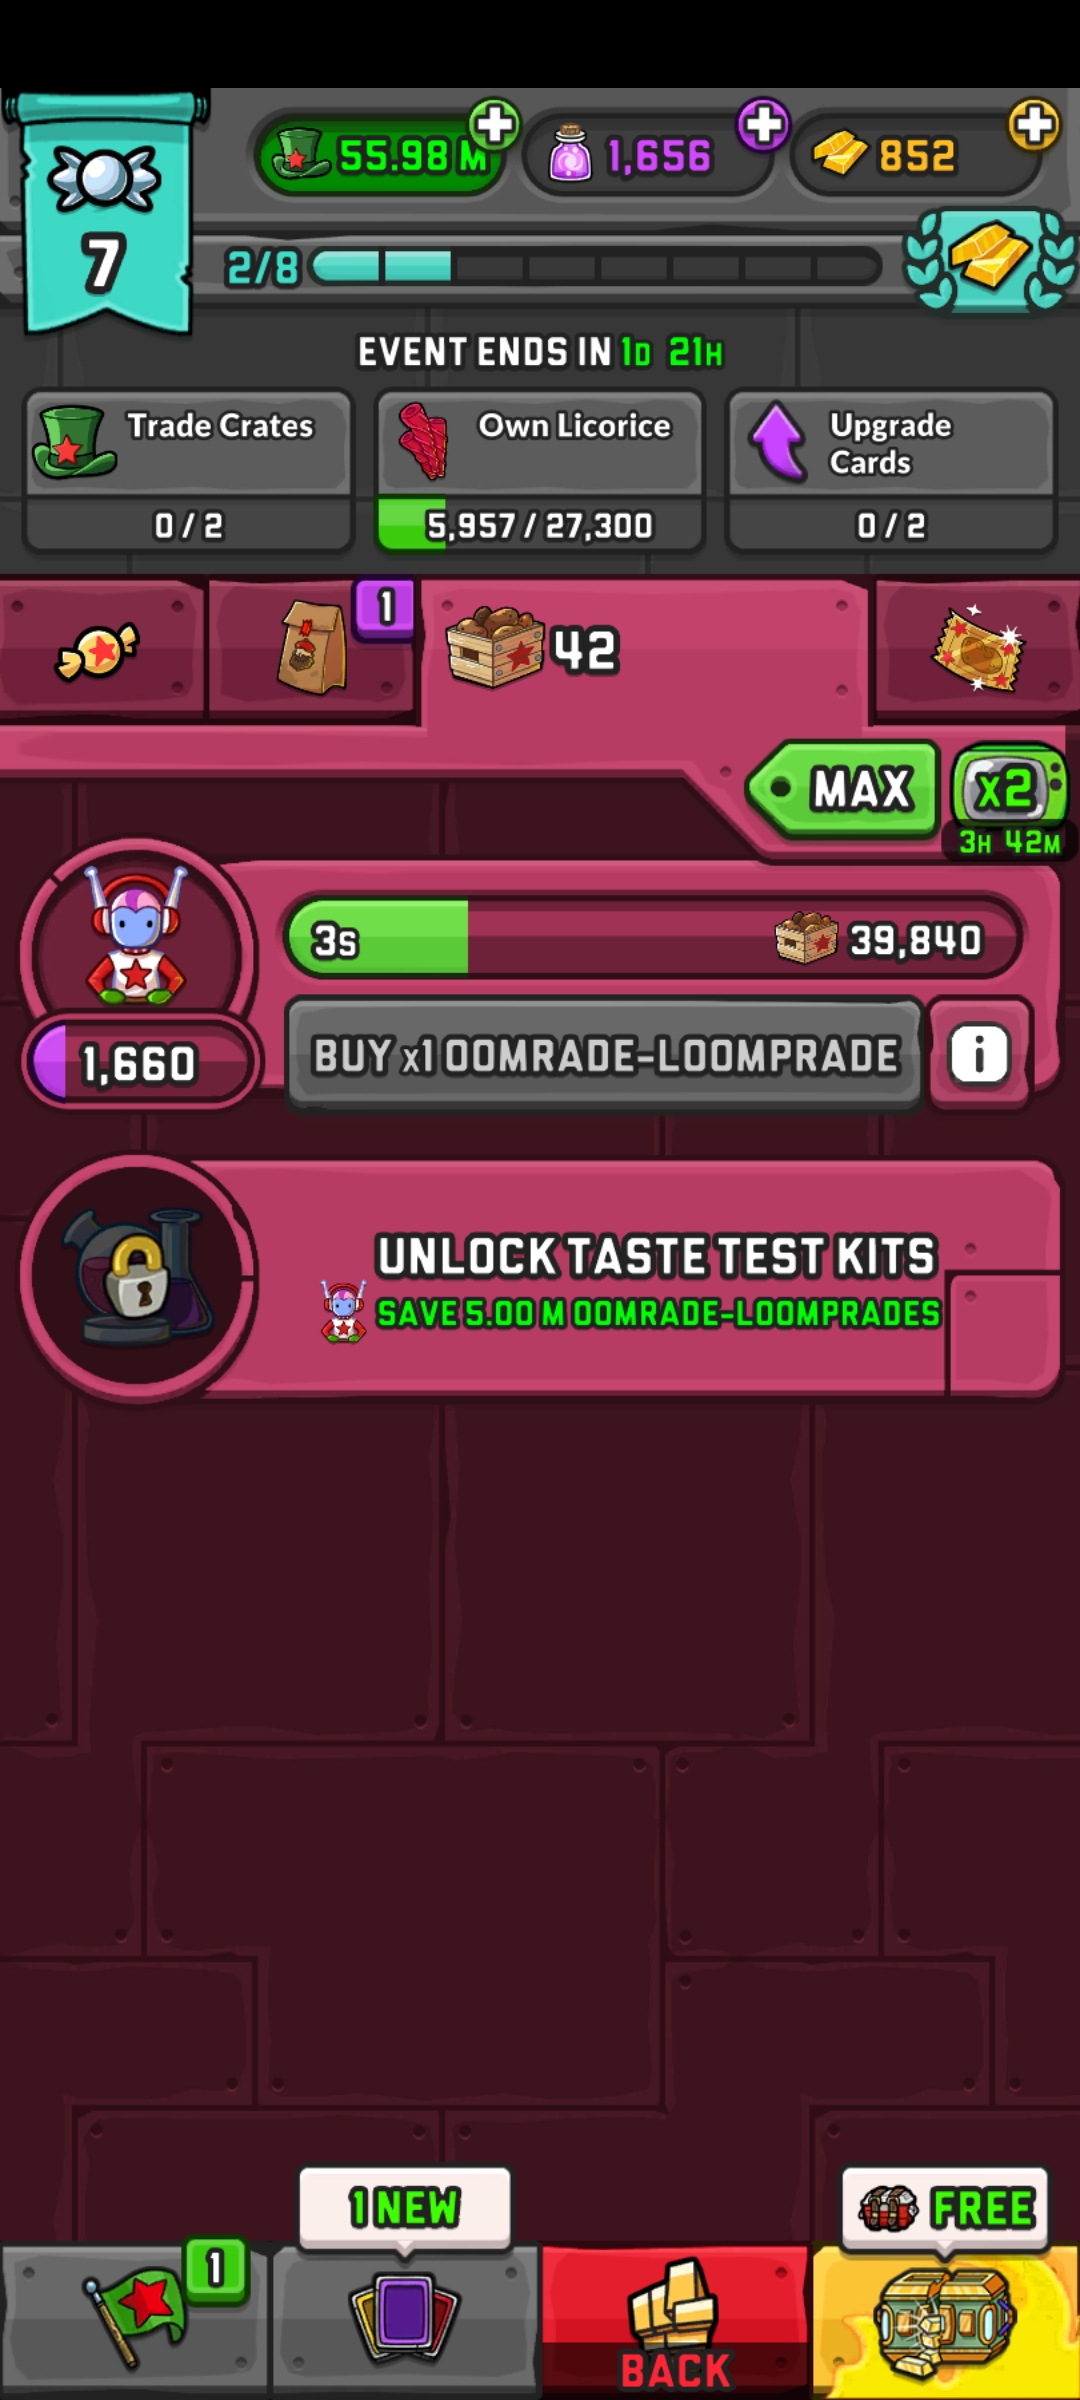 55.98 M
1,656
852
7
2/8
EVENT ENDS IN 1D 21H
Trade Crates
0 / 2
Own Licorice
5,957 / 27,300
Upgrade
Cards
0 / 2
1
42
MAX
x2
3H 42M
3s
39,840
1,660
BUY x1 OOMRADE-LOOMPRADE
UNLOCK TASTE TEST KITS
SAVE 5.00 M OOMRADE-LOOMPRADES
1 NEW
FREE
1
BACK